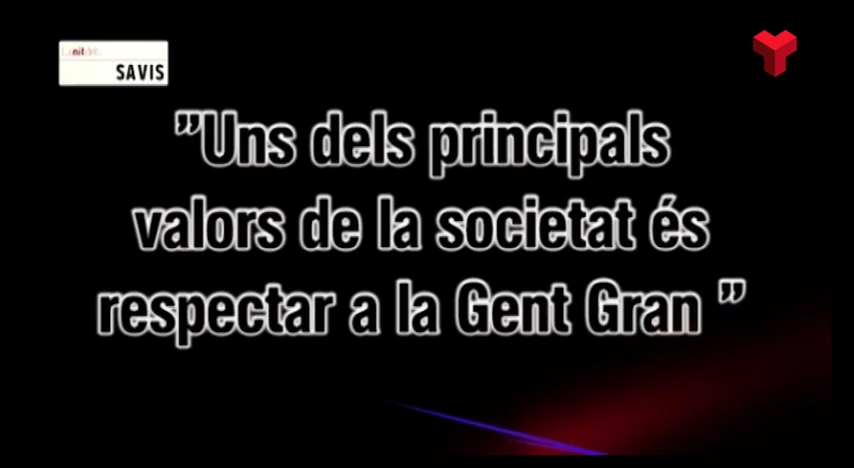 La nit dels
SAVIS
"Uns dels principals
valors de la societat és
respectar a la Gent Gran "